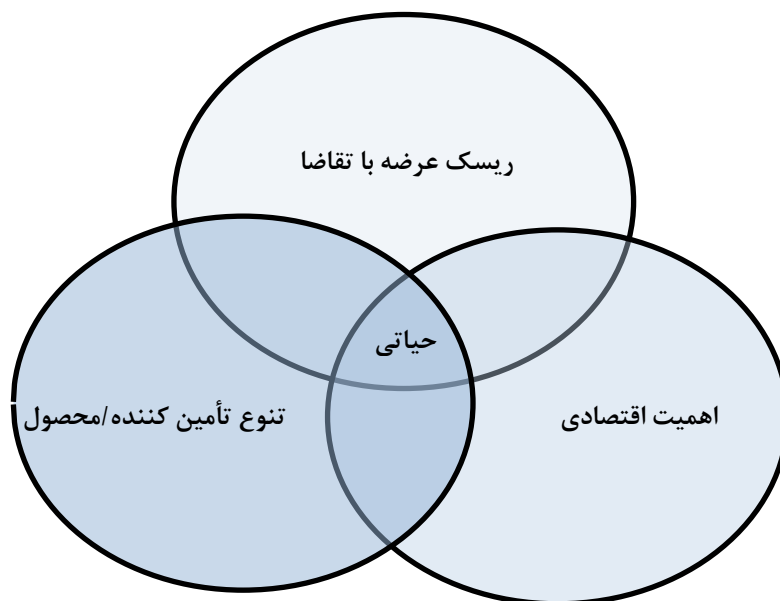 ریسک عرضه با تقاضا
حیاتی
تنوع تأمین کننده/محصول
اهمیت اقتصادی